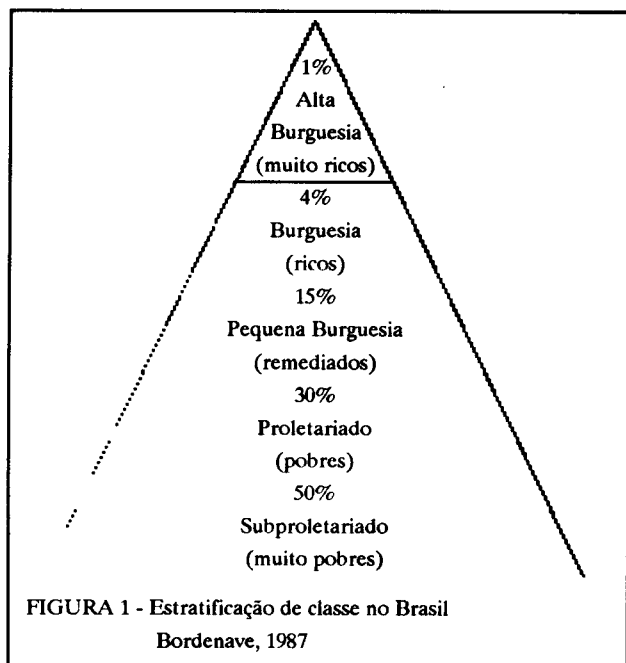 1%
Alta
Burguesia
(muito ricos)
4%
Burguesia
(ricos)
15%
Pequena Burguesia
(remediados)
30%
Proletariado
(pobres)
50%
Subproletariado
(muito pobres)
FIGURA 1 - Estratificação de classe no Brasil
Bordenave, 1987